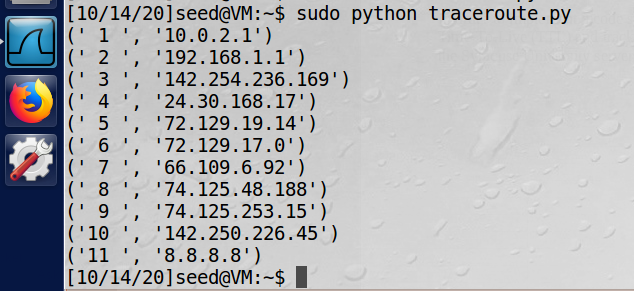 [10/14/20]seed@VM:~$ sudo python traceroute.py
(' 1 ', '10.0.2.1')
(' 2 ', '192.168.1.1')
(' 3 ', '142.254.236.169')
(' 4 ', '24.30.168.17')
(' 5 ', '72.129.19.14')
(' 6 ', '72.129.17.0')
(' 7 ', '66.109.6.92')
(' 8 ', '74.125.48.188')
(' 9 ', '74.125.253.15')
('10 ', '142.250.226.45')
('11 ', '8.8.8.8')
[10/14/20]seed@VM:~$